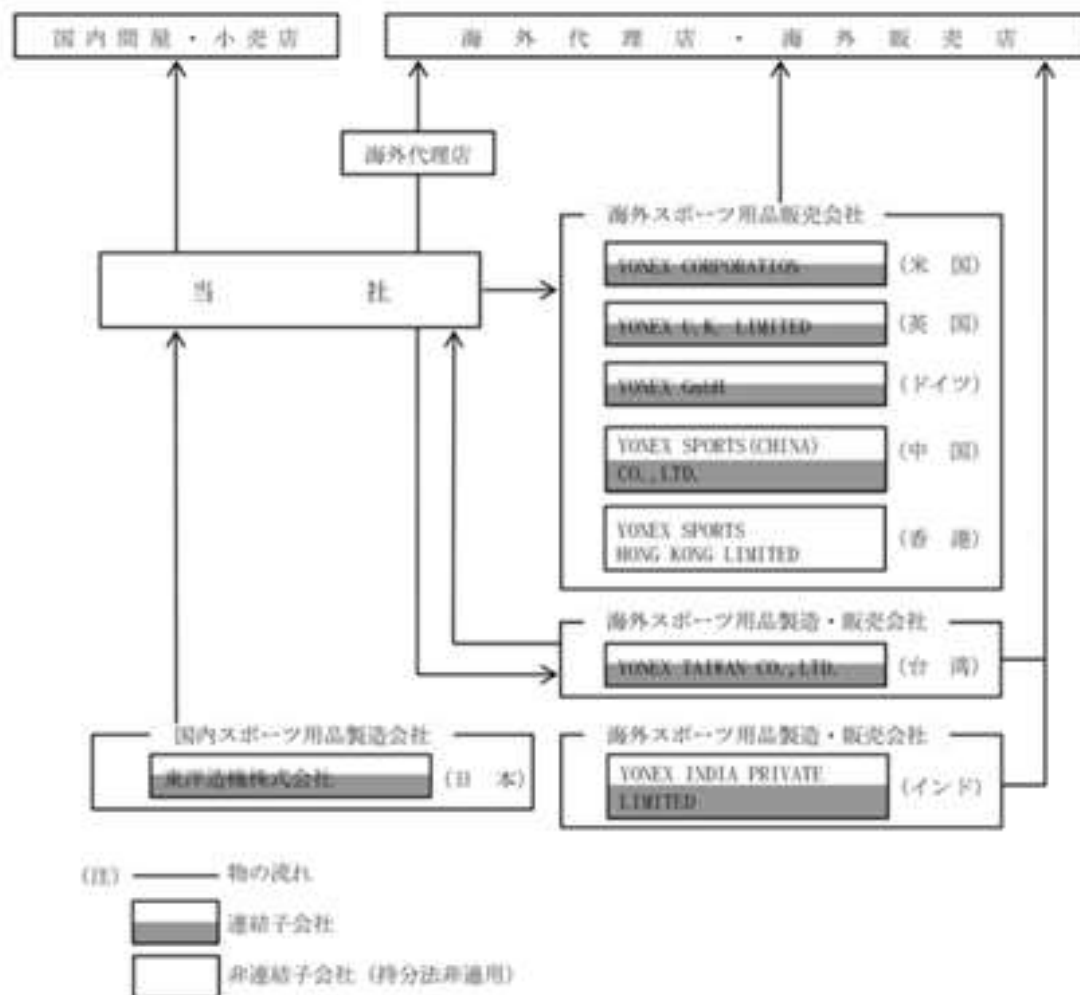 国内問屋・小売店
海外代理店・海外販売店
海外代理店
海外スポーツ用品販売会社
YONEX CORPORATION
(米 国)
当 社
YONEX U.K. LIMITED
(英 国)
YONEX GmbH
(ドイツ)
YONEX SPORTS(CHINA)
CO.,LTD.
(中 国)
YONEX SPORTS
HONG KONG LIMITED
(香 港)
海外スポーツ用品製造・販売会社
YONEX TAIWAN CO.,LTD.
(台 湾)
国内スポーツ用品製造会社
東洋造機株式会社
(日 本)
海外スポーツ用品製造・販売会社
YONEX INDIA PRIVATE
LIMITED
(インド)
(注) 物の流れ
連結子会社
非連結子会社 (持分法非適用)